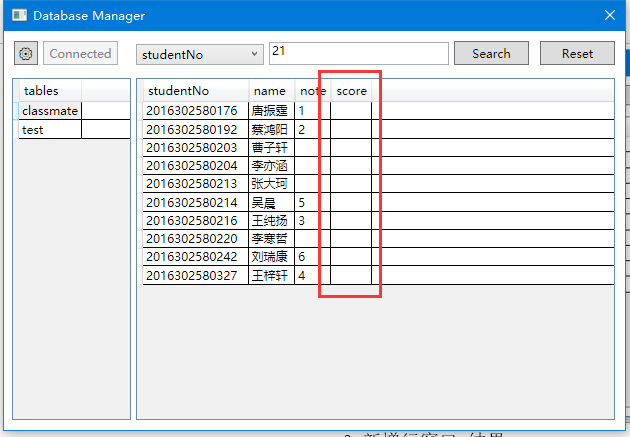 Database Manager
Connected studentNo 21 Search Reset
tables
classmate
test
studentNo name note score
2016302580176 唐振霆 1
2016302580192 蔡鸿阳 2
2016302580203 曹子轩
2016302580204 李亦涵
2016302580213 张大珂
2016302580214 吴晨 5
2016302580216 王纯扬 3
2016302580220 李骞哲
2016302580242 刘瑞康 6
2016302580327 王梓轩 4